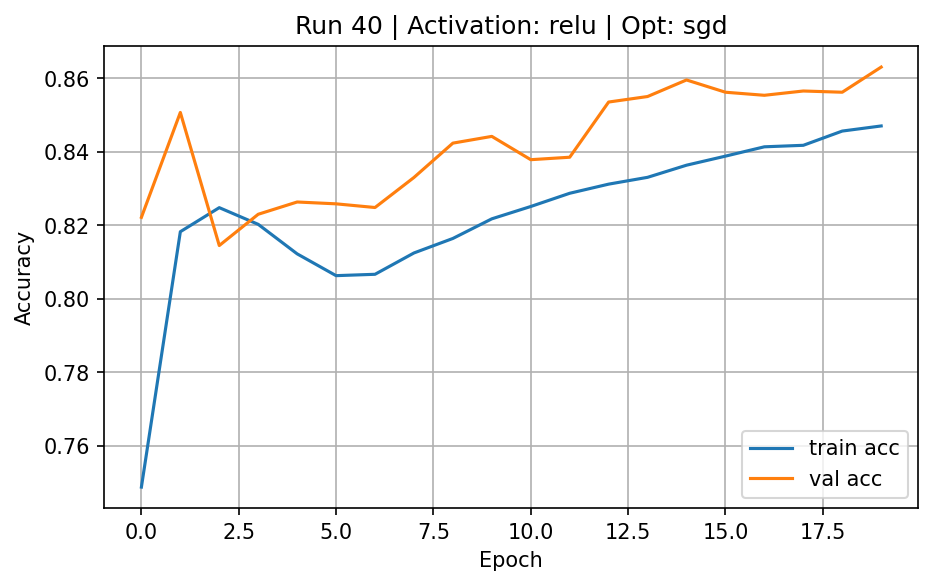 Run 40 | Activation: relu | Opt: sgd
0.86
0.84
0.82
0.80
0.78
0.76
Accuracy
train acc
val acc
0.0 2.5 5.0 7.5 10.0 12.5 15.0 17.5
Epoch